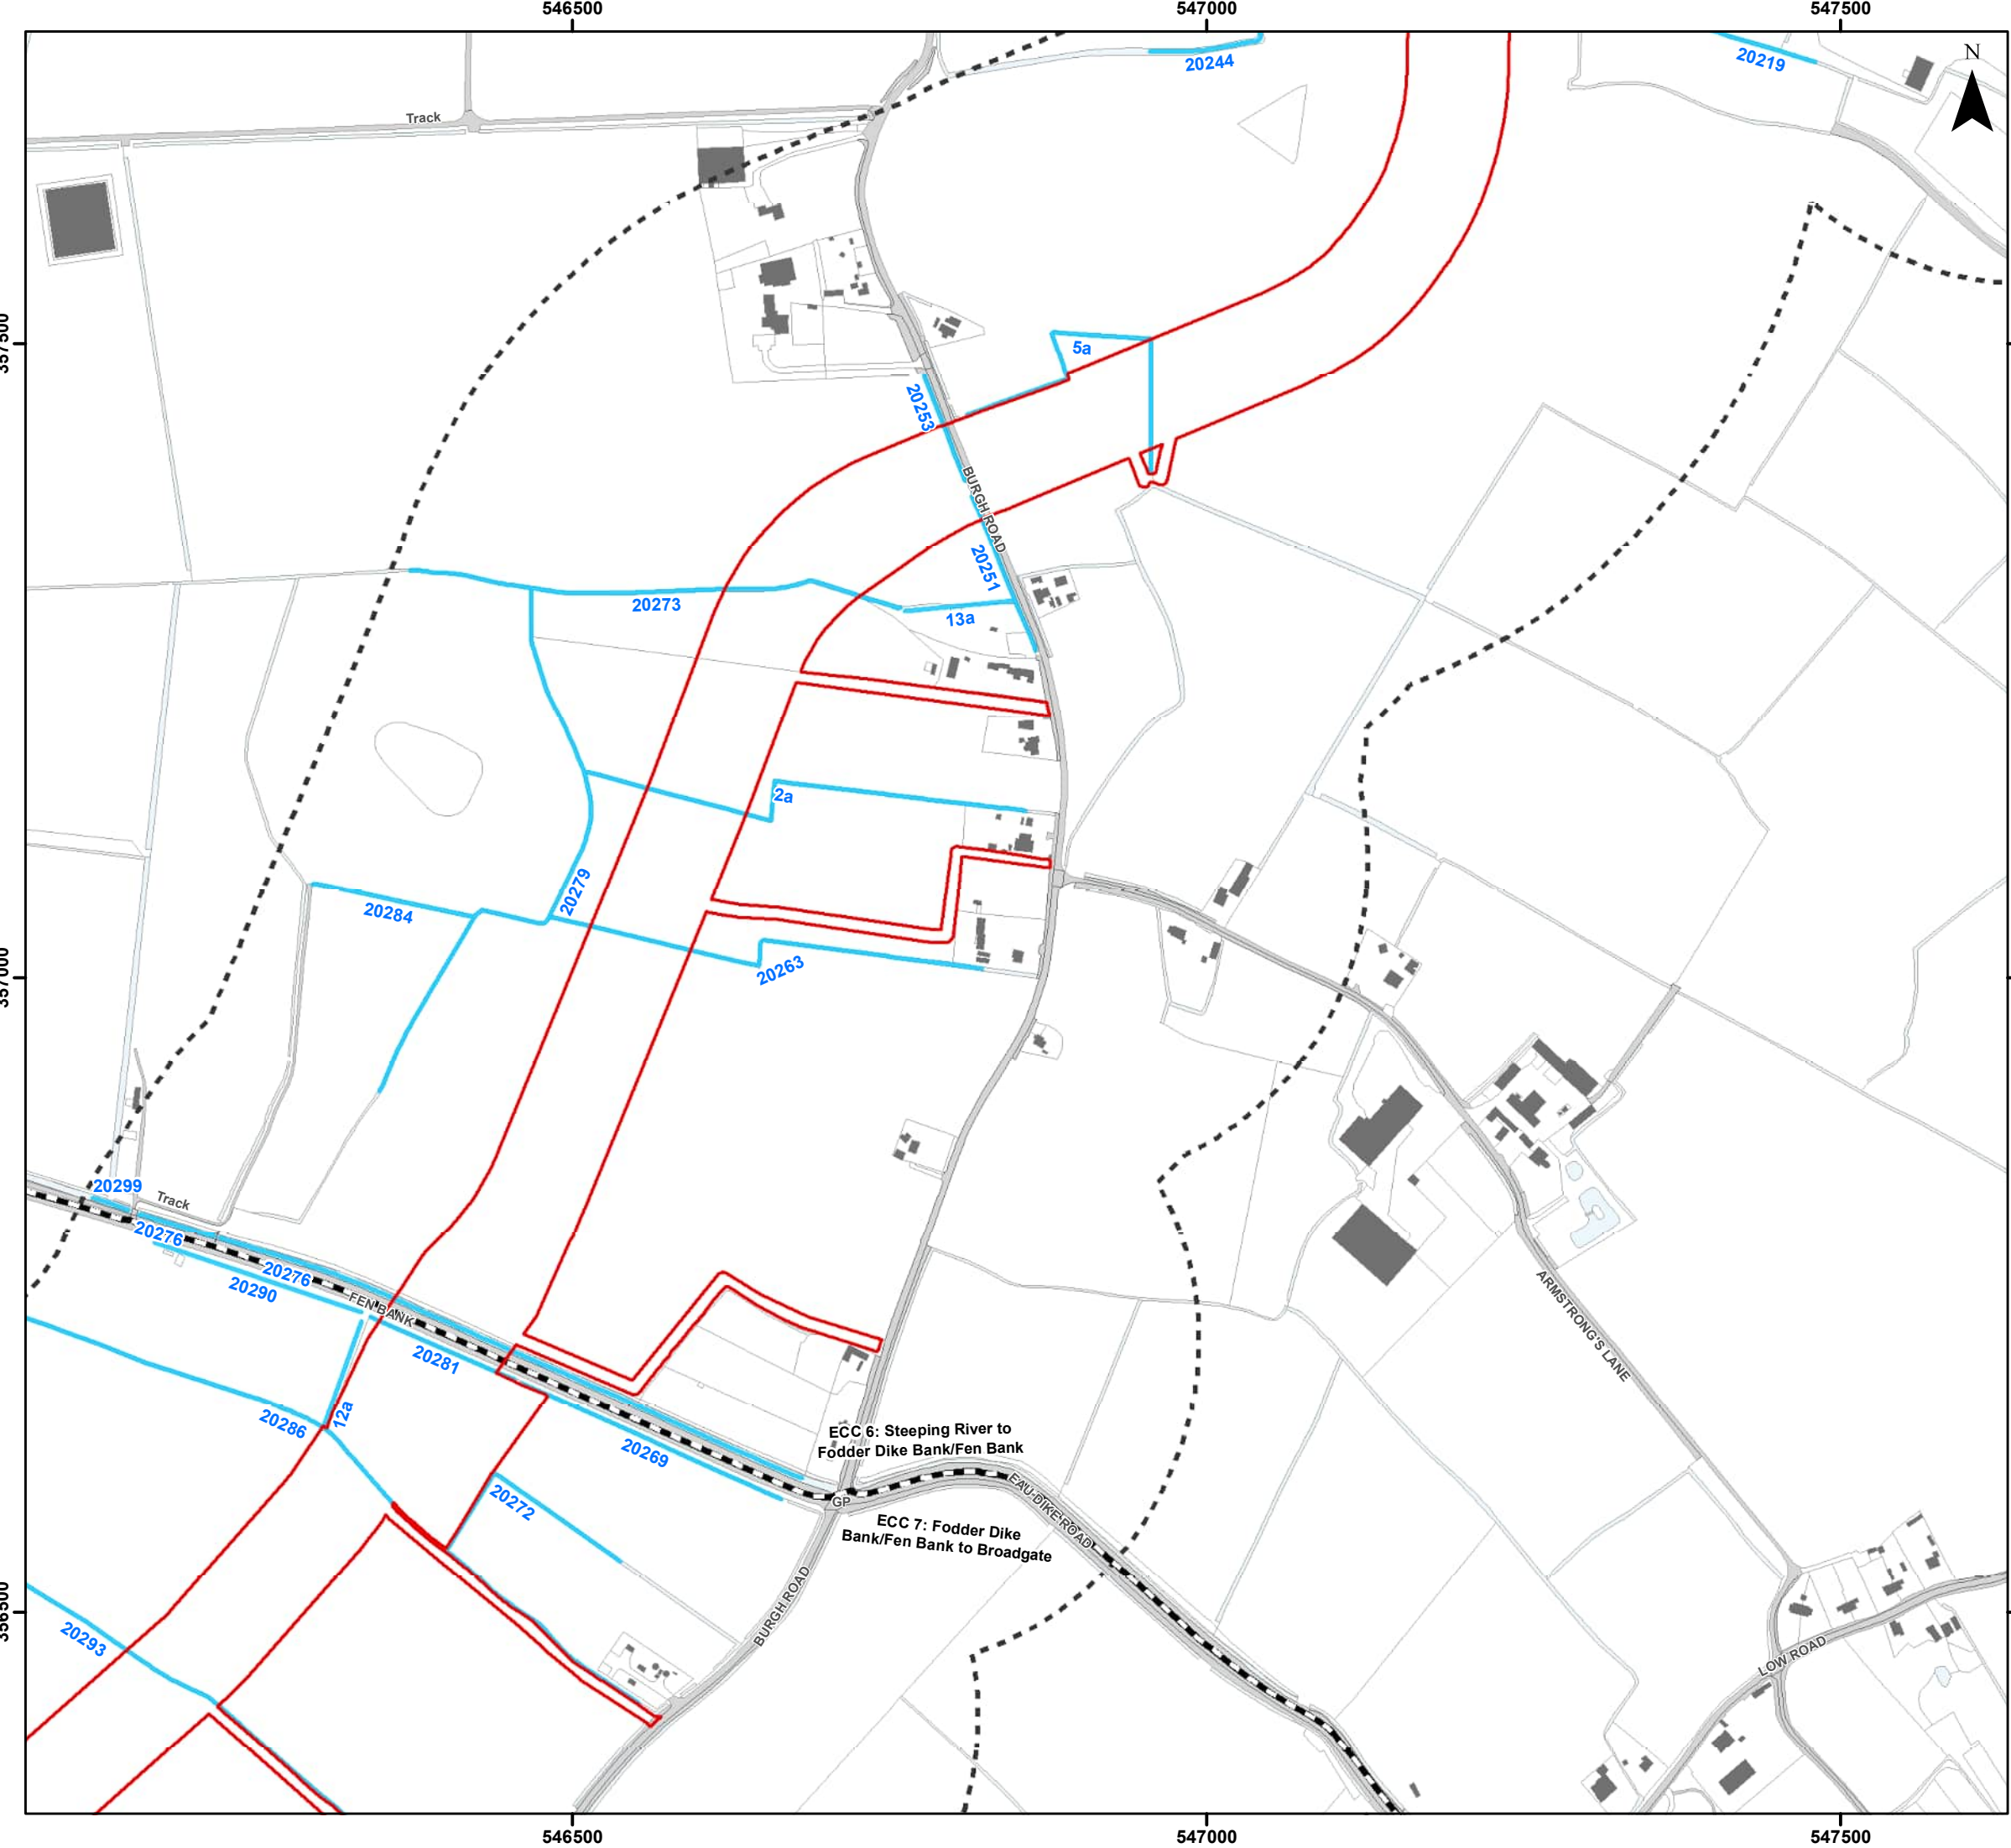 546500
547000
547500
N
20244
20219
Track
357500
5a
20253
BURGH ROAD
20251
20273
13a
2a
20279
20284
20263
357000
20299
Track
20276
20276
20290
FEN BANK
20281
12a
20286
20269
ECC 6: Steeping River to
Fodder Dike Bank/Fen Bank
GP
EAU DIKE ROAD
ECC 7: Fodder Dike
Bank/Fen Bank to Broadgate
20272
ARMSTRONG'S LANE
BURGH ROAD
356500
20293
LOW ROAD
546500
547000
547500